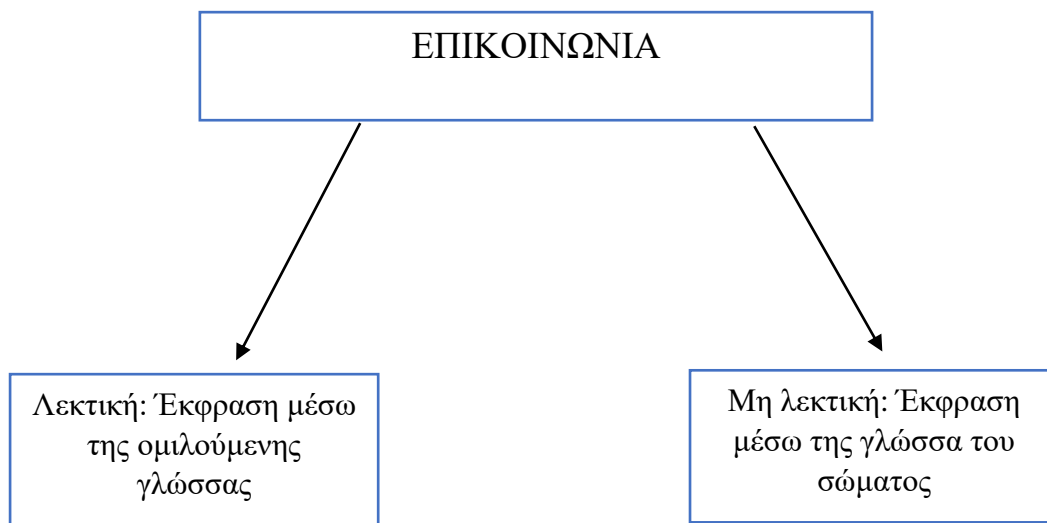 ΕΠΙΚΟΙΝΩΝΙΑ
Λεκτική: Έκφραση μέσω
της ομιλούμενης
γλώσσας
Μη λεκτική: Έκφραση
μέσω της γλώσσα του
σώματος